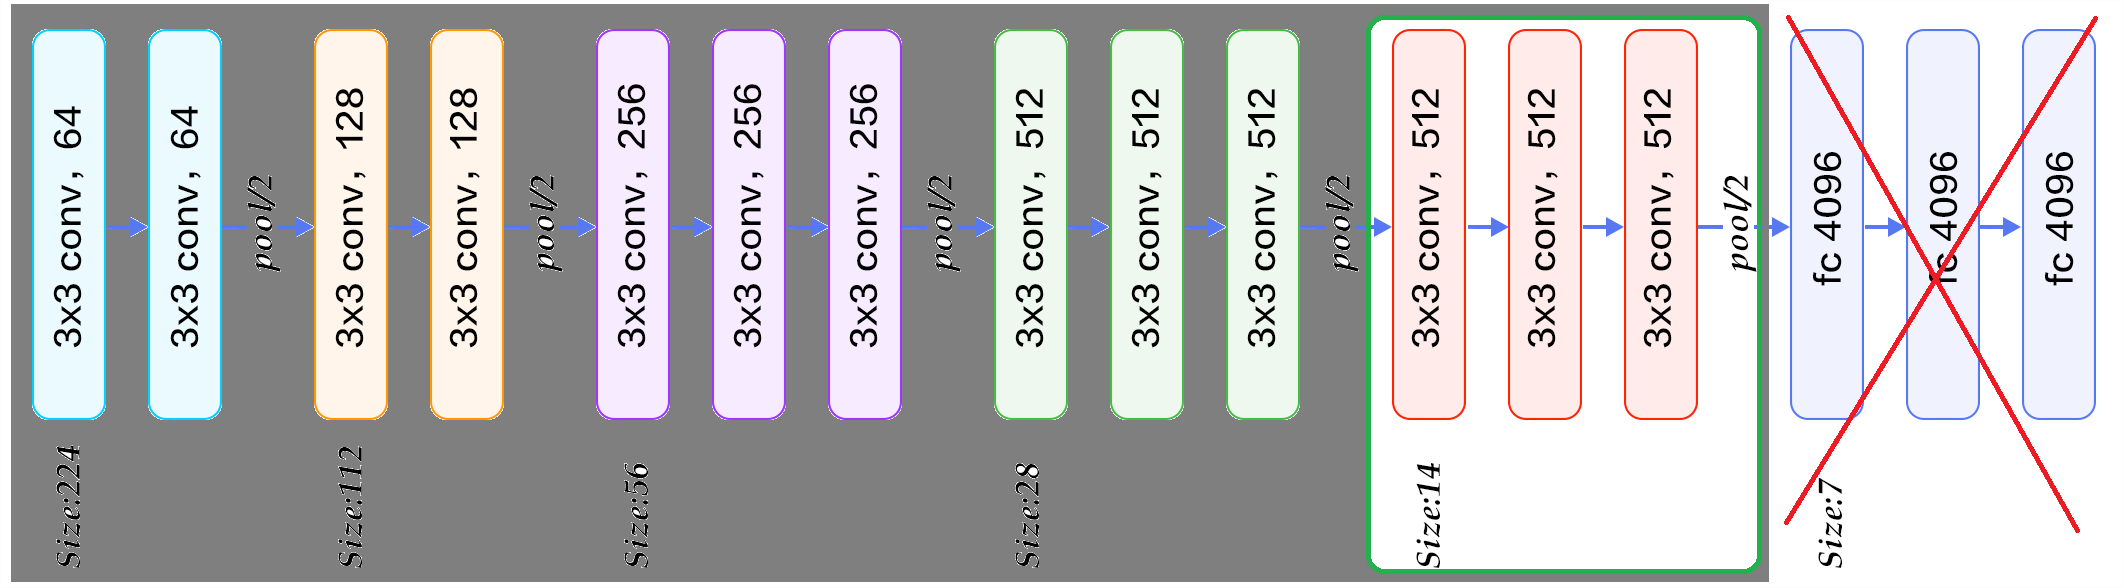 3x3 conv, 64
3x3 conv, 64
pool/2
3x3 conv, 128
3x3 conv, 128
pool/2
3x3 conv, 256
3x3 conv, 256
3x3 conv, 256
pool/2
3x3 conv, 512
3x3 conv, 512
3x3 conv, 512
pool/2
3x3 conv, 512
3x3 conv, 512
3x3 conv, 512
pool/2
fc 4096
fc 4096
fc 4096
Size:224
Size:112
Size:56
Size:28
Size:14
Size:7